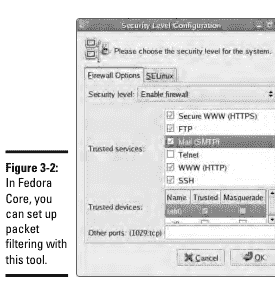 Security Level Configuration
Please choose the security level for the system.
Firewall Options SELinux
Security level: Enable firewall
Trusted services:
Secure WWW (HTTPS)
FTP
Mail (SMTP)
Telnet
WWW (HTTP)
SSH
Trusted devices:
Name Trusted Masquerade
Other ports: (1029:tcp)
Cancel OK
Figure 3-2:
In Fedora
Core, you
can set up
packet
filtering with
this tool.